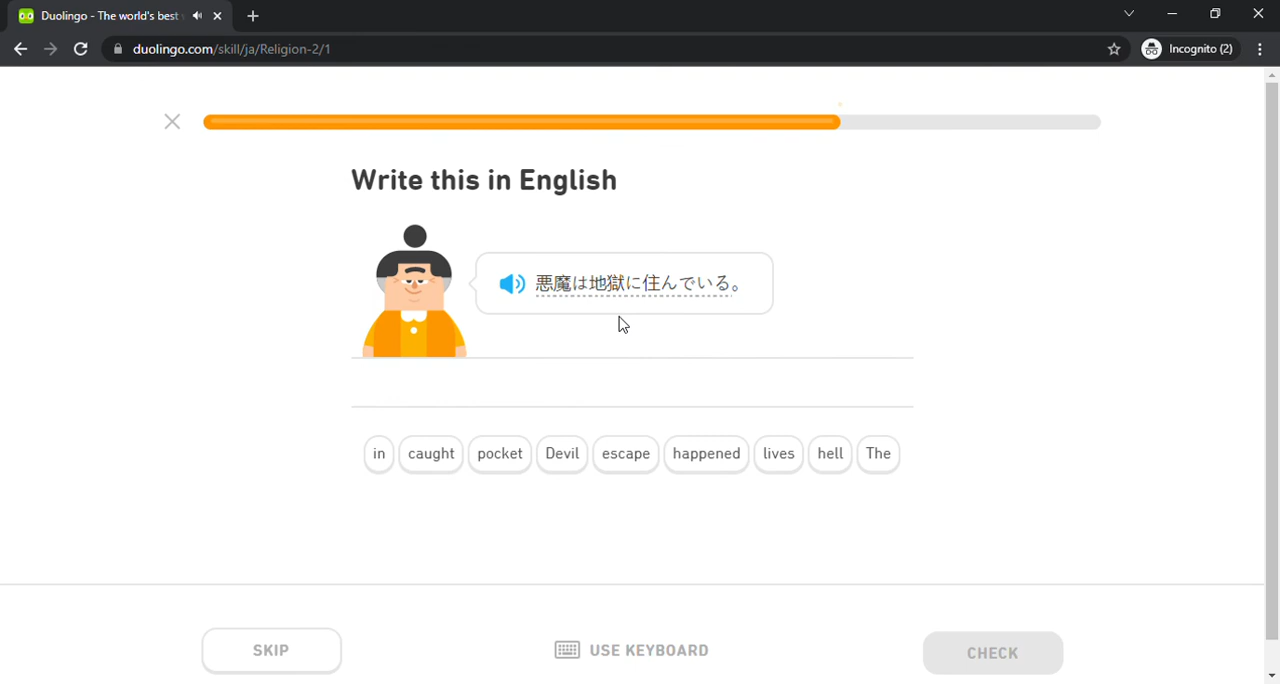 Duolingo - The world's best
duolingo.com/skill/ja/Religion-2/1
Incognito (2)
Write this in English
悪魔は地獄に住んでいる。
in caught pocket Devil escape happened lives hell The
SKIP
USE KEYBOARD
CHECK